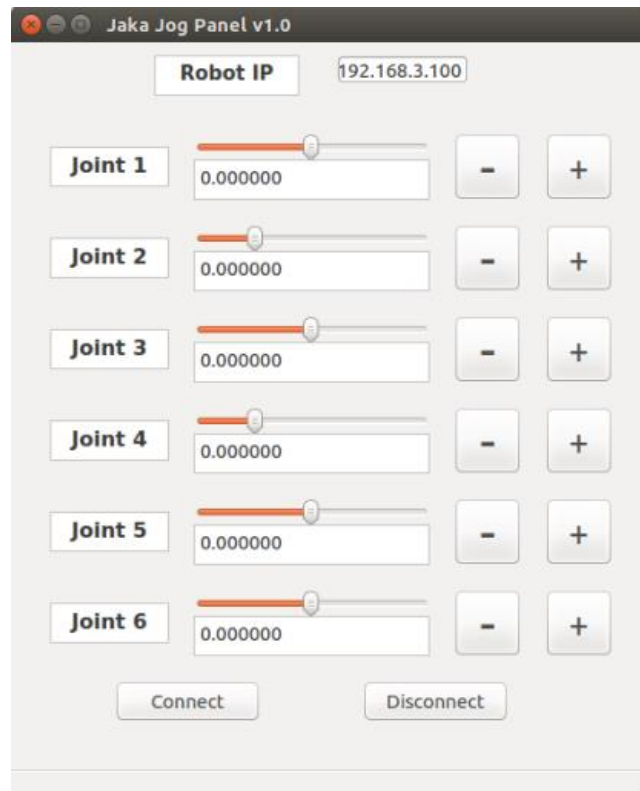 Jaka Jog Panel v1.0
Robot IP 192.168.3.100
Joint 1 0.000000 - +
Joint 2 0.000000 - +
Joint 3 0.000000 - +
Joint 4 0.000000 - +
Joint 5 0.000000 - +
Joint 6 0.000000 - +
Connect Disconnect